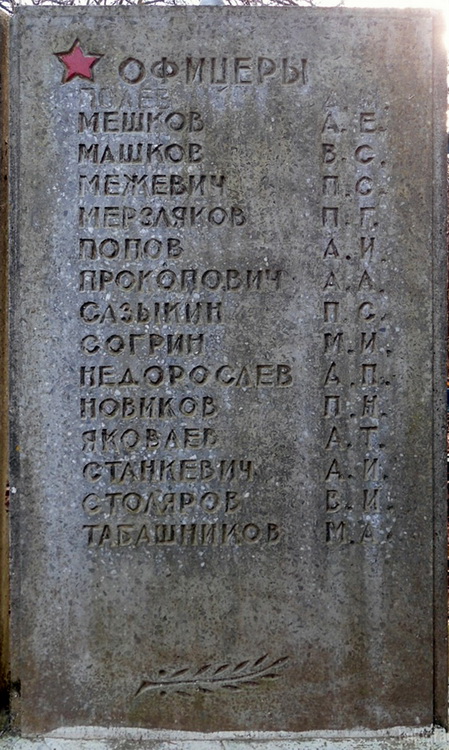 ОФИЦЕРЫ
МЕШКОВ А. Е.
МАШКОВ В. С.
МЕЖЕВИЧ П. С.
МЕРЗЛЯКОВ П. Г.
ПОПОВ А. И.
ПРОКОПОВИЧ А. А.
САЗЫКИН П. С.
СОГРИН М. И.
НЕДОРОСЛЕВ А. П.
НОВИКОВ П. Н.
ЯКОВЛЕВ А. Т.
СТАНКЕВИЧ А. И.
СТОЛЯРОВ В. И.
ТАБАШНИКОВ М. А.